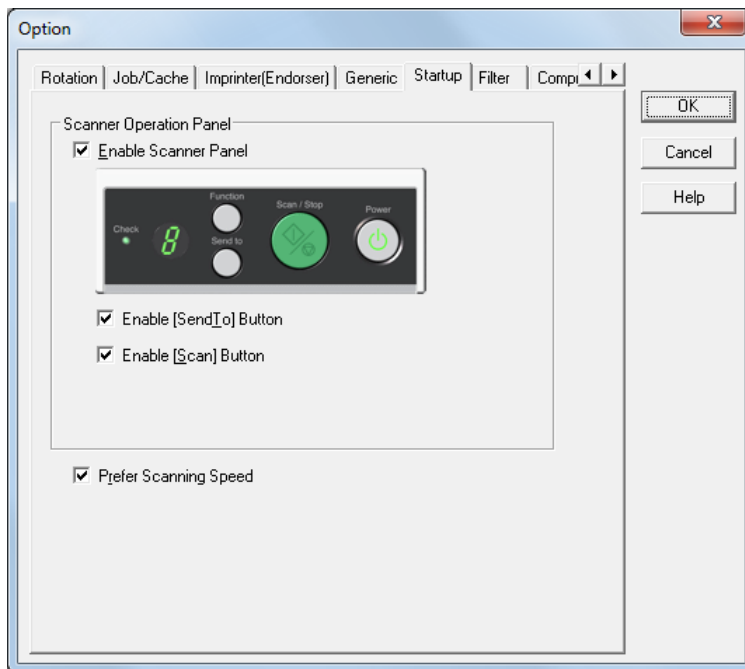 Option
Rotation Job/Cache Imprinter(Endorser) Generic Startup Filter
OK
Cancel
Help
Scanner Operation Panel
Enable Scanner Panel
Function
Scan / Stop
Power
Check
8
Send to
Enable [SendTo] Button
Enable [Scan] Button
Prefer Scanning Speed